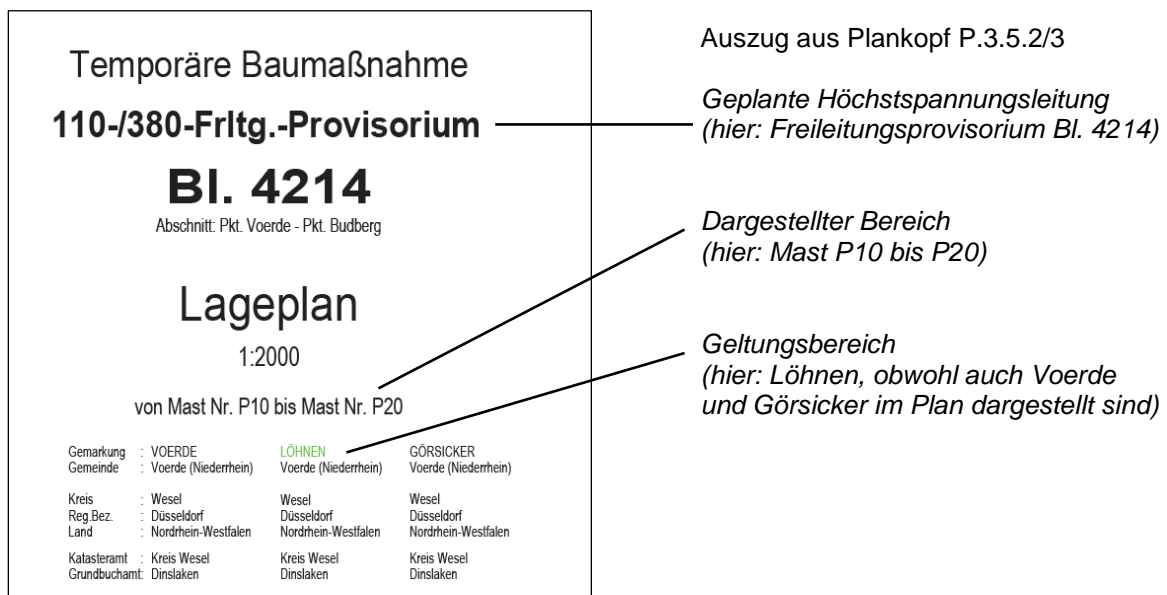 Temporäre Baumaßnahme
110-/380-Frltg.-Provisorium
Bl. 4214
Abschnitt: Pkt. Voerde - Pkt. Budberg
Lageplan
1:2000
von Mast Nr. P10 bis Mast Nr. P20
Gemarkung : VOERDE LÖHNEN GÖRSICKER
Gemeinde : Voerde (Niederrhein) Voerde (Niederrhein) Voerde (Niederrhein)
Kreis : Wesel Wesel Wesel
Reg.Bez. : Düsseldorf Düsseldorf Düsseldorf
Land : Nordrhein-Westfalen Nordrhein-Westfalen Nordrhein-Westfalen
Katasteramt : Kreis Wesel Kreis Wesel Kreis Wesel
Grundbuchamt: Dinslaken Dinslaken Dinslaken
Auszug aus Plankopf P.3.5.2/3
Geplante Höchstspannungsleitung
(hier: Freileitungsprovisorium Bl. 4214)
Dargestellter Bereich
(hier: Mast P10 bis P20)
Geltungsbereich
(hier: Löhnen, obwohl auch Voerde
und Görsicker im Plan dargestellt sind)